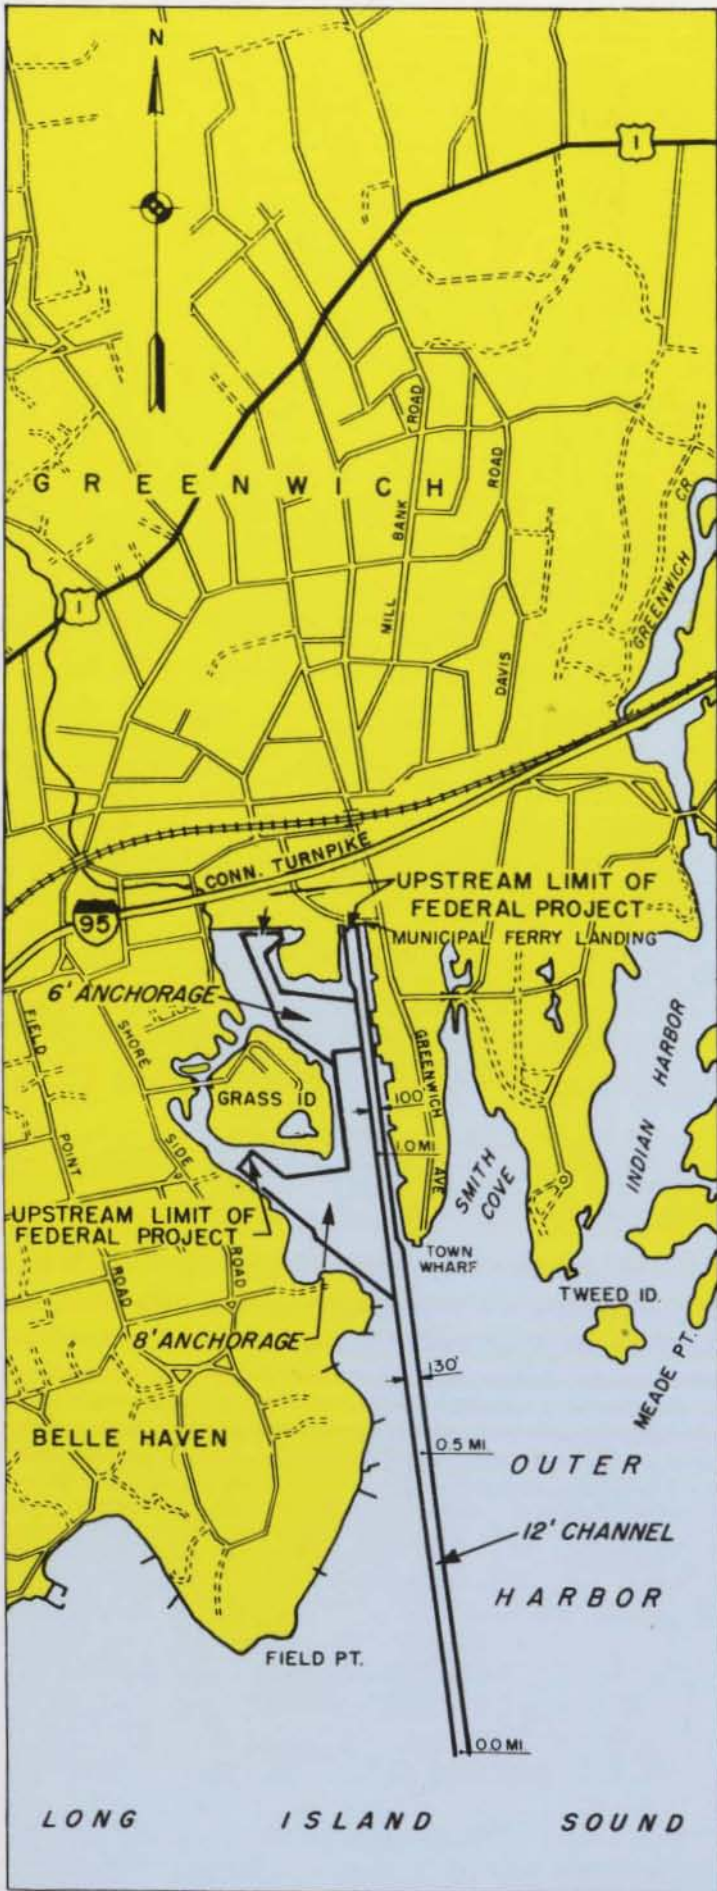 N
1
GREENWICH
ROAD
BANK
MILL
ROAD
DAVIS
GREENWICH CR
1
CONN. TURNPIKE
95
UPSTREAM LIMIT OF
FEDERAL PROJECT
MUNICIPAL FERRY LANDING
6' ANCHORAGE
FIELD
POINT
ROAD
SHORE
SIDE
ROAD
GRASS ID
100'
1.0 MI
GREENWICH
AVE
SMITH
COVE
INDIAN HARBOR
UPSTREAM LIMIT OF
FEDERAL PROJECT
TOWN
WHARF
TWEED ID.
MEADE PT.
8' ANCHORAGE
130'
BELLE HAVEN
0.5 MI
OUTER
12' CHANNEL
HARBOR
FIELD PT.
0.0 MI.
LONG ISLAND SOUND